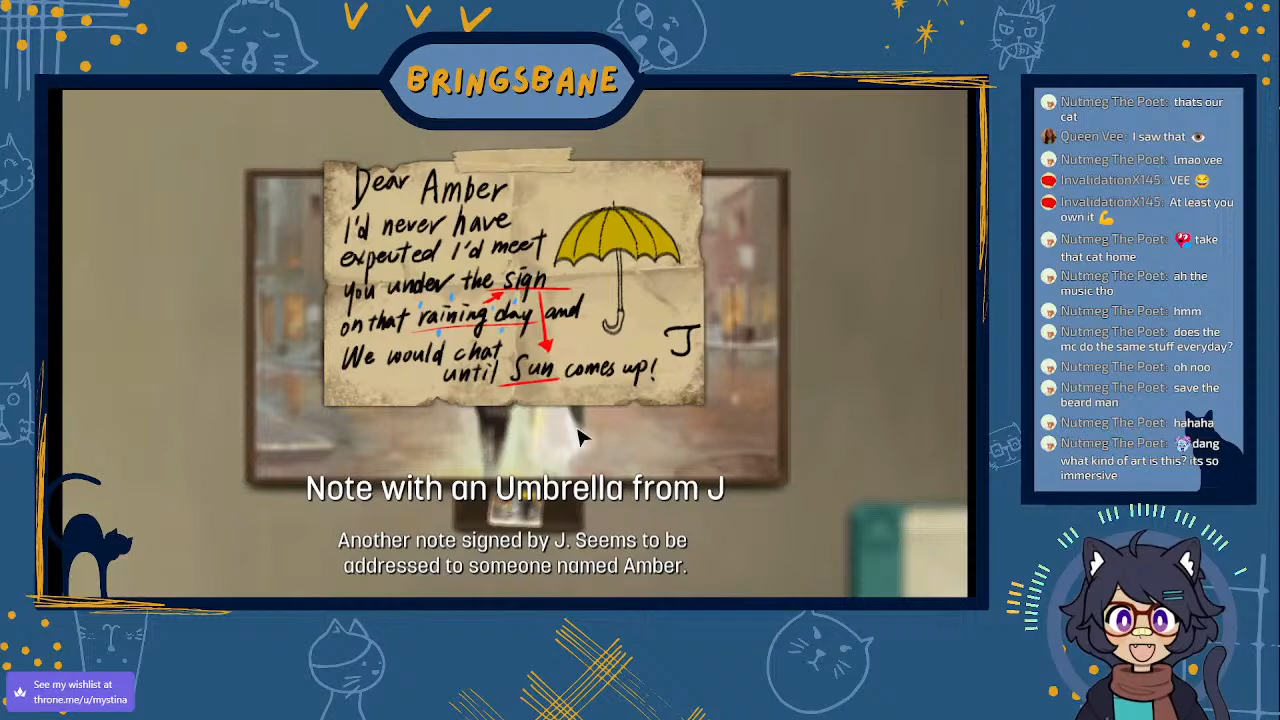 BRINGSBANE
Dear Amber
I'd never have
expected I'd meet
you under the sign
on that raining day and
We would chat
until Sun comes up!
J
Note with an Umbrella from J
Another note signed by J. Seems to be
addressed to someone named Amber.
Nutmeg The Poet: thats our
cat
Queen Vee: I saw that
Nutmeg The Poet: lmao vee
InvalidationX145: VEE 😂
InvalidationX145: At least you
own it 💪
Nutmeg The Poet: take
that cat home
Nutmeg The Poet: ah the
music tho
Nutmeg The Poet: hmm
Nutmeg The Poet: does the
mc do the same stuff everyday?
Nutmeg The Poet: oh noo
Nutmeg The Poet: save the
beard man
Nutmeg The Poet: hahaha
Nutmeg The Poet: dang
what kind of art is this? its so
immersive
See my wishlist at
throne.me/u/mystina